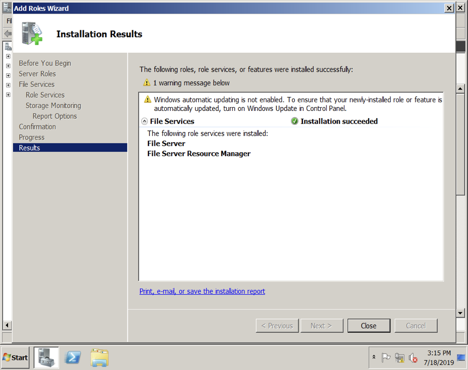 Add Roles Wizard
Installation Results
Before You Begin
Server Roles
File Services
Role Services
Storage Monitoring
Report Options
Confirmation
Progress
Results
The following roles, role services, or features were installed successfully:
1 warning message below
Windows automatic updating is not enabled. To ensure that your newly-installed role or feature is
automatically updated, turn on Windows Update in Control Panel.
File Services Installation succeeded
The following role services were installed:
File Server
File Server Resource Manager
Print, e-mail, or save the installation report
< Previous Next > Close Cancel
Start
3:15 PM
7/18/2019